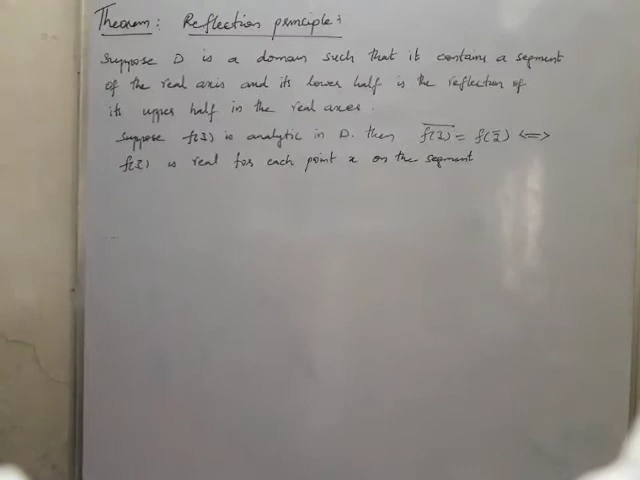 Theorem: Reflection principle:
Suppose D is a domain such that it contains a segment
of the real axis and its lower half is the reflection of
its upper half in the real axes.
Suppose f(z) is analytic in D. then \overline{f(z)} = f(z̄) <=>
f(z) is real for each point x on the segment